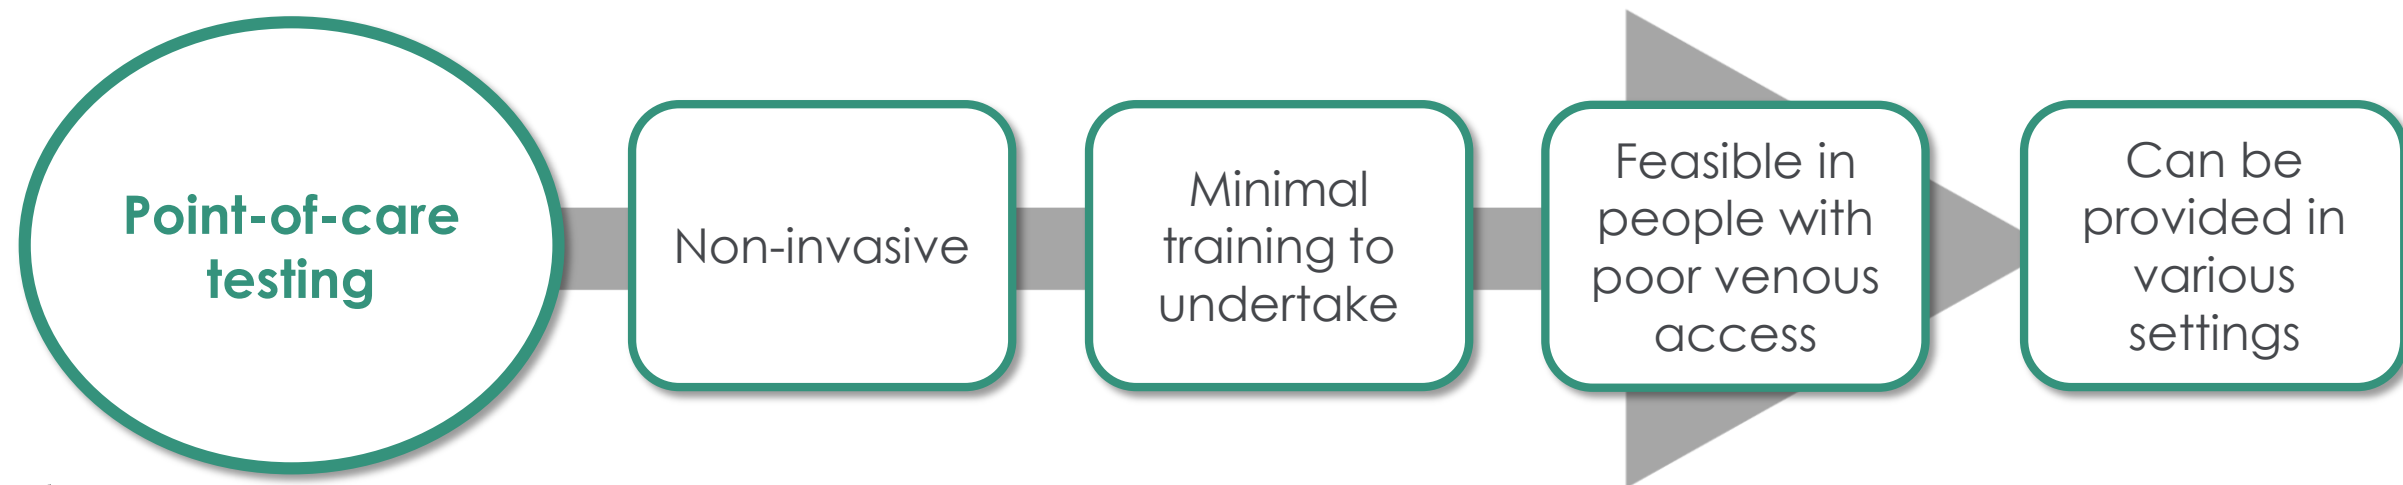 Point-of-care
testing
Non-invasive
Minimal
training to
undertake
Feasible in
people with
poor venous
access
Can be
provided in
various
settings